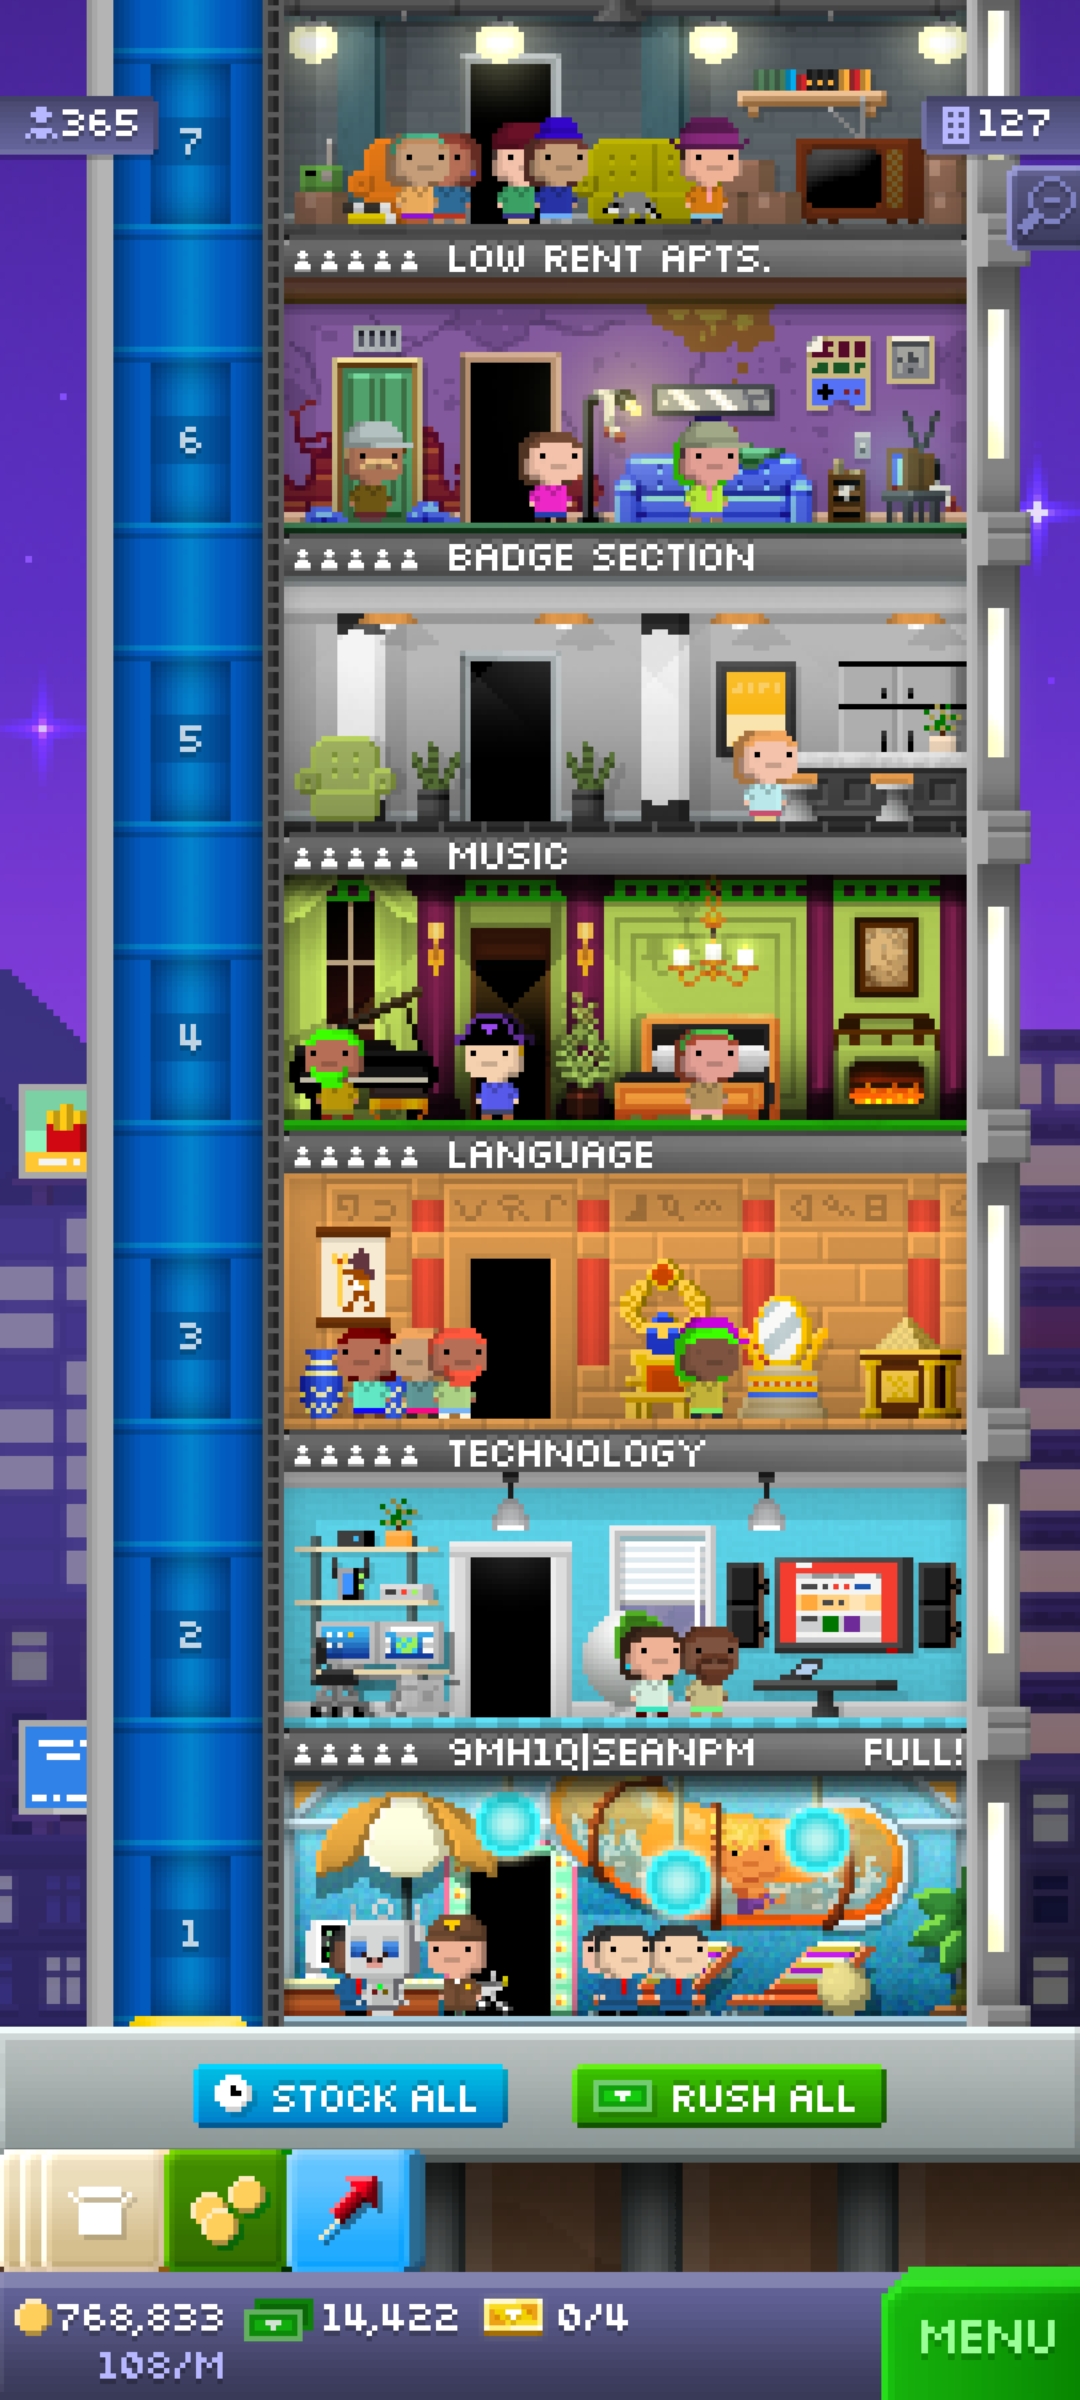 365
127
7
LOW RENT APTS.
6
BADGE SECTION
5
MUSIC
4
LANGUAGE
3
TECHNOLOGY
2
9MH1Q|SEANPM FULL!
1
STOCK ALL
RUSH ALL
768,833 14,422 0/4
108/M
MENU